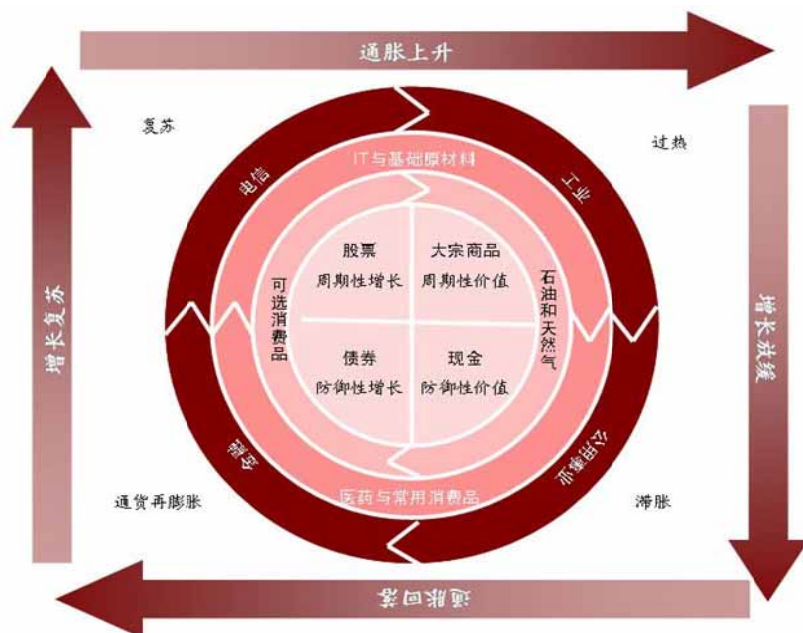 通胀上升
复苏
过热
IT与基础原材料
电信
工业
股票
周期性增长
大宗商品
周期性价值
可选消费品
石油和天然气
增长复苏
增长放缓
债券
防御性增长
现金
防御性价值
金融
公用事业
医药与常用消费品
通货再膨胀
滞胀
通胀回落